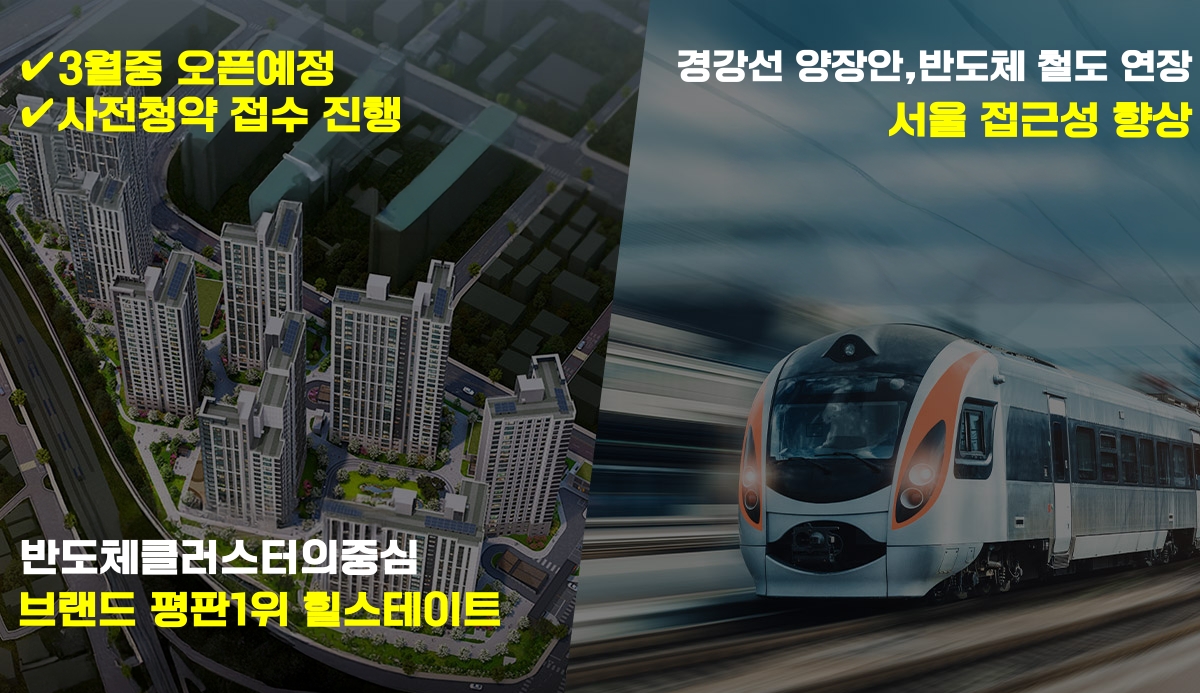 ✓3월중 오픈예정
✓사전청약 접수 진행
경강선 양장안,반도체 철도 연장
서울 접근성 향상
반도체클러스터의중심
브랜드 평판1위 힐스테이트